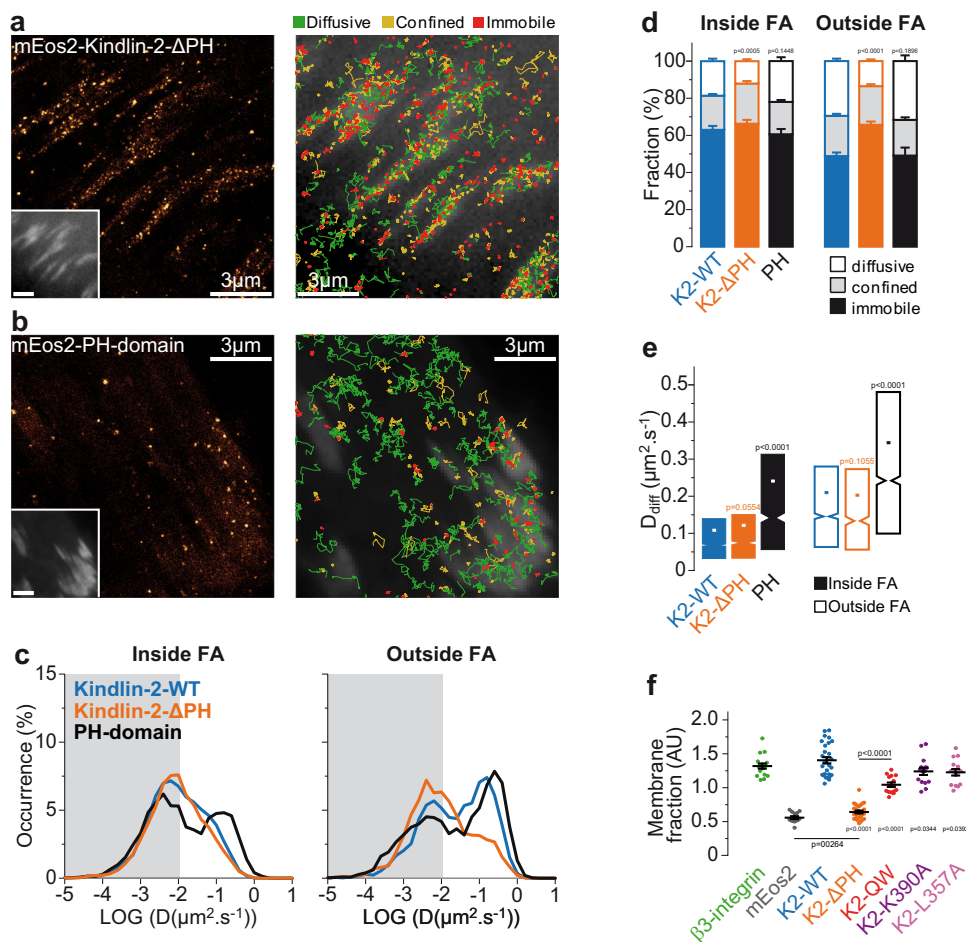 a
mEos2-Kindlin-2-ΔPH
3μm
Diffusive Confined Immobile
3μm
b
mEos2-PH-domain
3μm
3μm
c
Inside FA
Outside FA
Kindlin-2-WT
Kindlin-2-ΔPH
PH-domain
Occurrence (%)
15
10
5
0
-5 -4 -3 -2 -1 0 1
LOG (D(μm².s⁻¹))
-5 -4 -3 -2 -1 0 1
LOG (D(μm².s⁻¹))
d
Inside FA
Outside FA
p=0.0005 p=0.1448
p<0.0001 p=0.1896
Fraction (%)
100
80
60
40
20
0
K2-WT
K2-ΔPH
PH
diffusive
confined
immobile
e
D_diff (μm².s⁻¹)
0.5
0.4
0.3
0.2
0.1
0
p=0.0554
p<0.0001
p=0.1055
p<0.0001
K2-WT
K2-ΔPH
PH
Inside FA
Outside FA
f
Membrane
fraction (AU)
2.0
1.5
1.0
0.5
0
p<0.0001
p<0.0001 p<0.0001 p=0.0344 p=0.0392
p=00264
β3-integrin
mEos2
K2-WT
K2-ΔPH
K2-QW
K2-K390A
K2-L357A